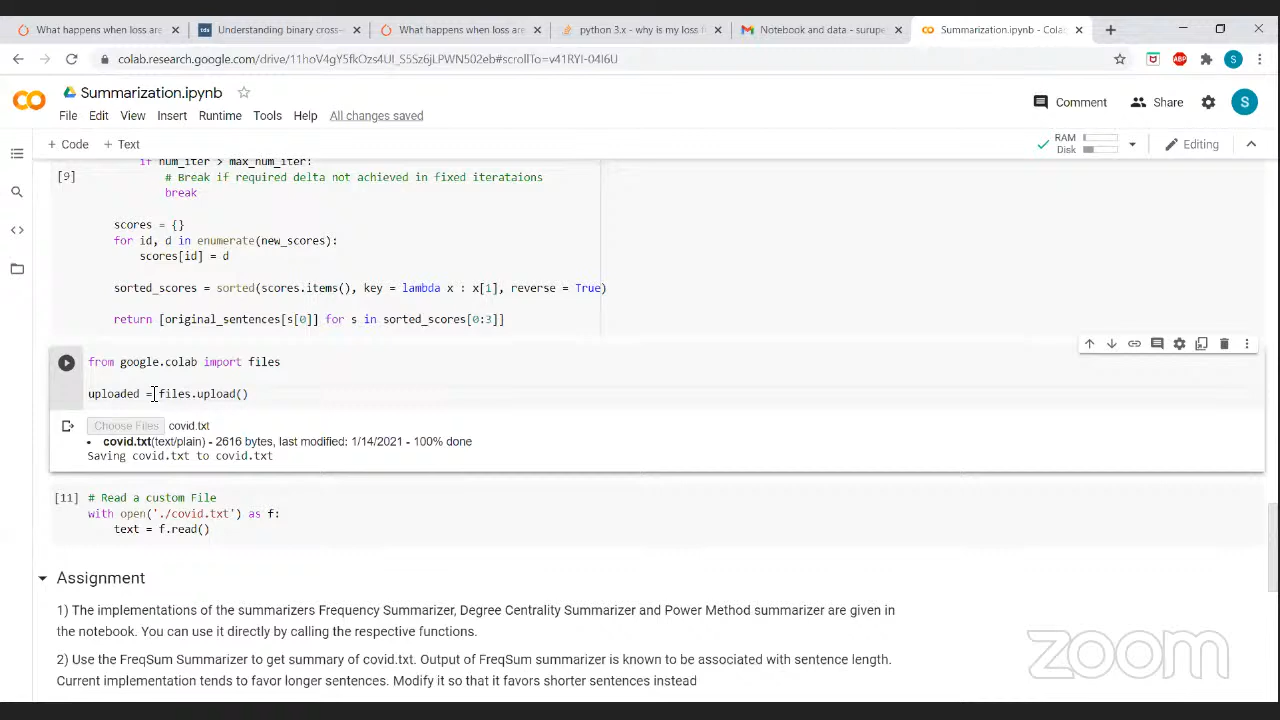 What happens when loss are
Understanding binary cross-
What happens when loss are
python 3.x - why is my loss f
Notebook and data - surupe
Summarization.ipynb - Colab
colab.research.google.com/drive/11hoV4gY5fkOzs4UI_S5Sz6jLPWN502Bb#scrollTo=v41RYI-04I6U
ABP
S
Summarization.ipynb
Comment
Share
S
File Edit View Insert Runtime Tools Help All changes saved
+ Code + Text
RAM
Disk
Editing
if num_iter > max_num_iter:
[9]
# Break if required delta not achieved in fixed iterataions
break
scores = {}
for id, d in enumerate(new_scores):
scores[id] = d
sorted_scores = sorted(scores.items(), key = lambda x : x[1], reverse = True)
return [original_sentences[s[0]] for s in sorted_scores[0:3]]
from google.colab import files
uploaded = files.upload()
Choose Files covid.txt
• covid.txt(text/plain) - 2616 bytes, last modified: 1/14/2021 - 100% done
Saving covid.txt to covid.txt
[11] # Read a custom File
with open('./covid.txt') as f:
text = f.read()
Assignment
1) The implementations of the summarizers Frequency Summarizer, Degree Centrality Summarizer and Power Method summarizer are given in
the notebook. You can use it directly by calling the respective functions.
2) Use the FreqSum Summarizer to get summary of covid.txt. Output of FreqSum summarizer is known to be associated with sentence length.
Current implementation tends to favor longer sentences. Modify it so that it favors shorter sentences instead
zoom